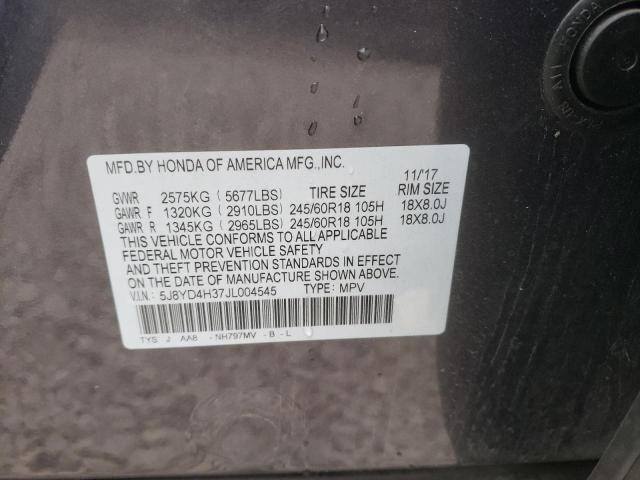 MFD.BY HONDA OF AMERICA MFG.,INC. 11/17
GVWR 2575KG ( 5677LBS) TIRE SIZE RIM SIZE
GAWR F 1320KG ( 2910LBS) 245/60R18 105H 18X8.0J
GAWR R 1345KG ( 2965LBS) 245/60R18 105H 18X8.0J
THIS VEHICLE CONFORMS TO ALL APPLICABLE
FEDERAL MOTOR VEHICLE SAFETY
AND THEFT PREVENTION STANDARDS IN EFFECT
ON THE DATE OF MANUFACTURE SHOWN ABOVE.
V.I.N.: 5J8YD4H37JL004545 TYPE: MPV
TYS J AA8 -NH797MV -B -L
HONDA